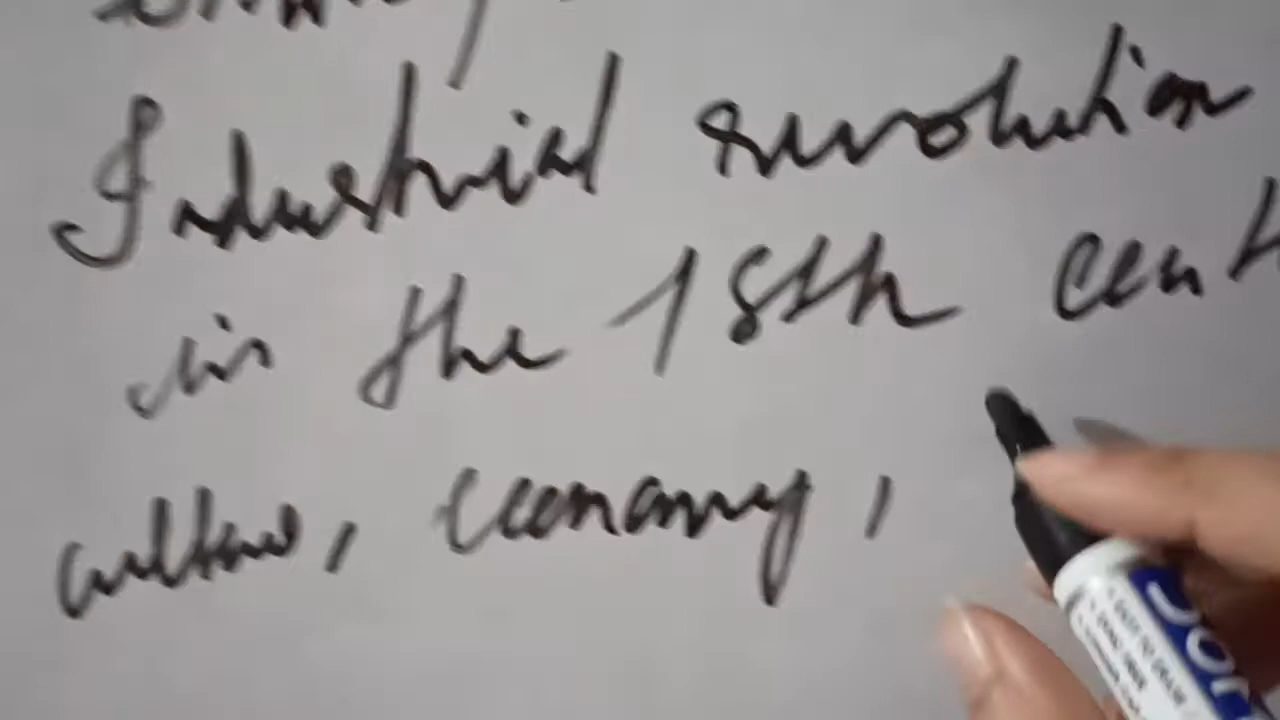 Industrial revolution
in the 18th cent
culture, economy,